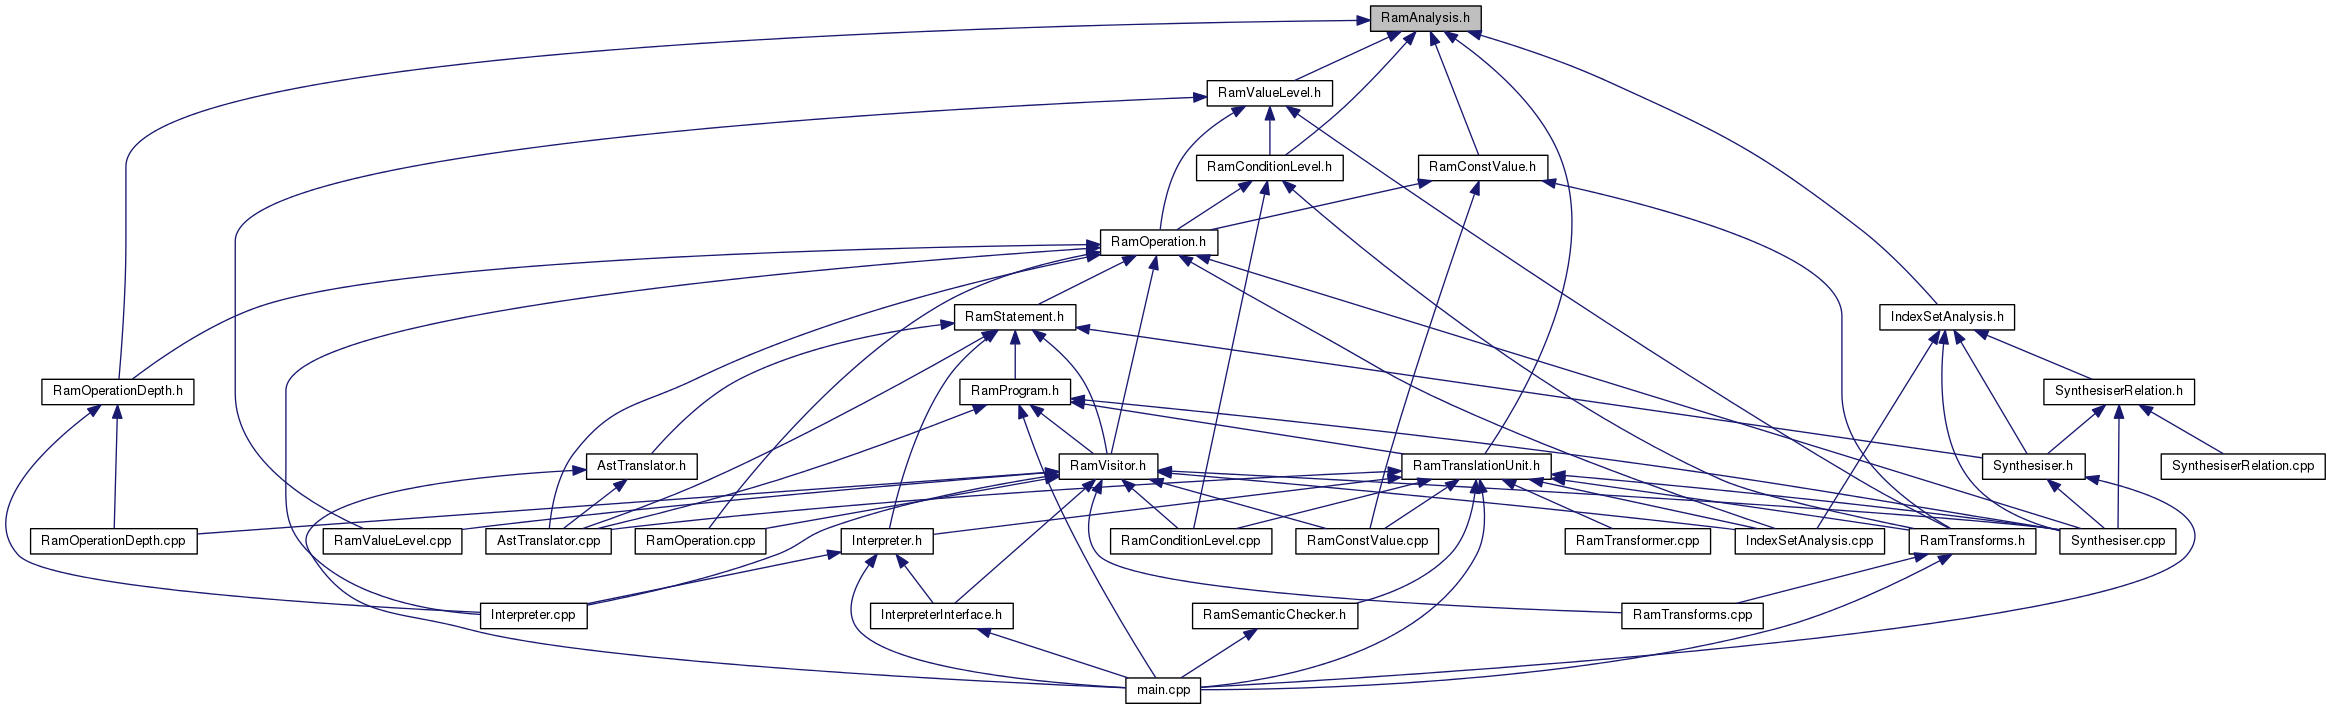 RamAnalysis.h
RamValueLevel.h
RamConditionLevel.h
RamConstValue.h
RamOperation.h
RamStatement.h
IndexSetAnalysis.h
RamOperationDepth.h
RamProgram.h
SynthesiserRelation.h
AstTranslator.h
RamVisitor.h
RamTranslationUnit.h
Synthesiser.h
SynthesiserRelation.cpp
RamOperationDepth.cpp
RamValueLevel.cpp
AstTranslator.cpp
RamOperation.cpp
Interpreter.h
RamConditionLevel.cpp
RamConstValue.cpp
RamTransformer.cpp
IndexSetAnalysis.cpp
RamTransforms.h
Synthesiser.cpp
Interpreter.cpp
InterpreterInterface.h
RamSemanticChecker.h
RamTransforms.cpp
main.cpp